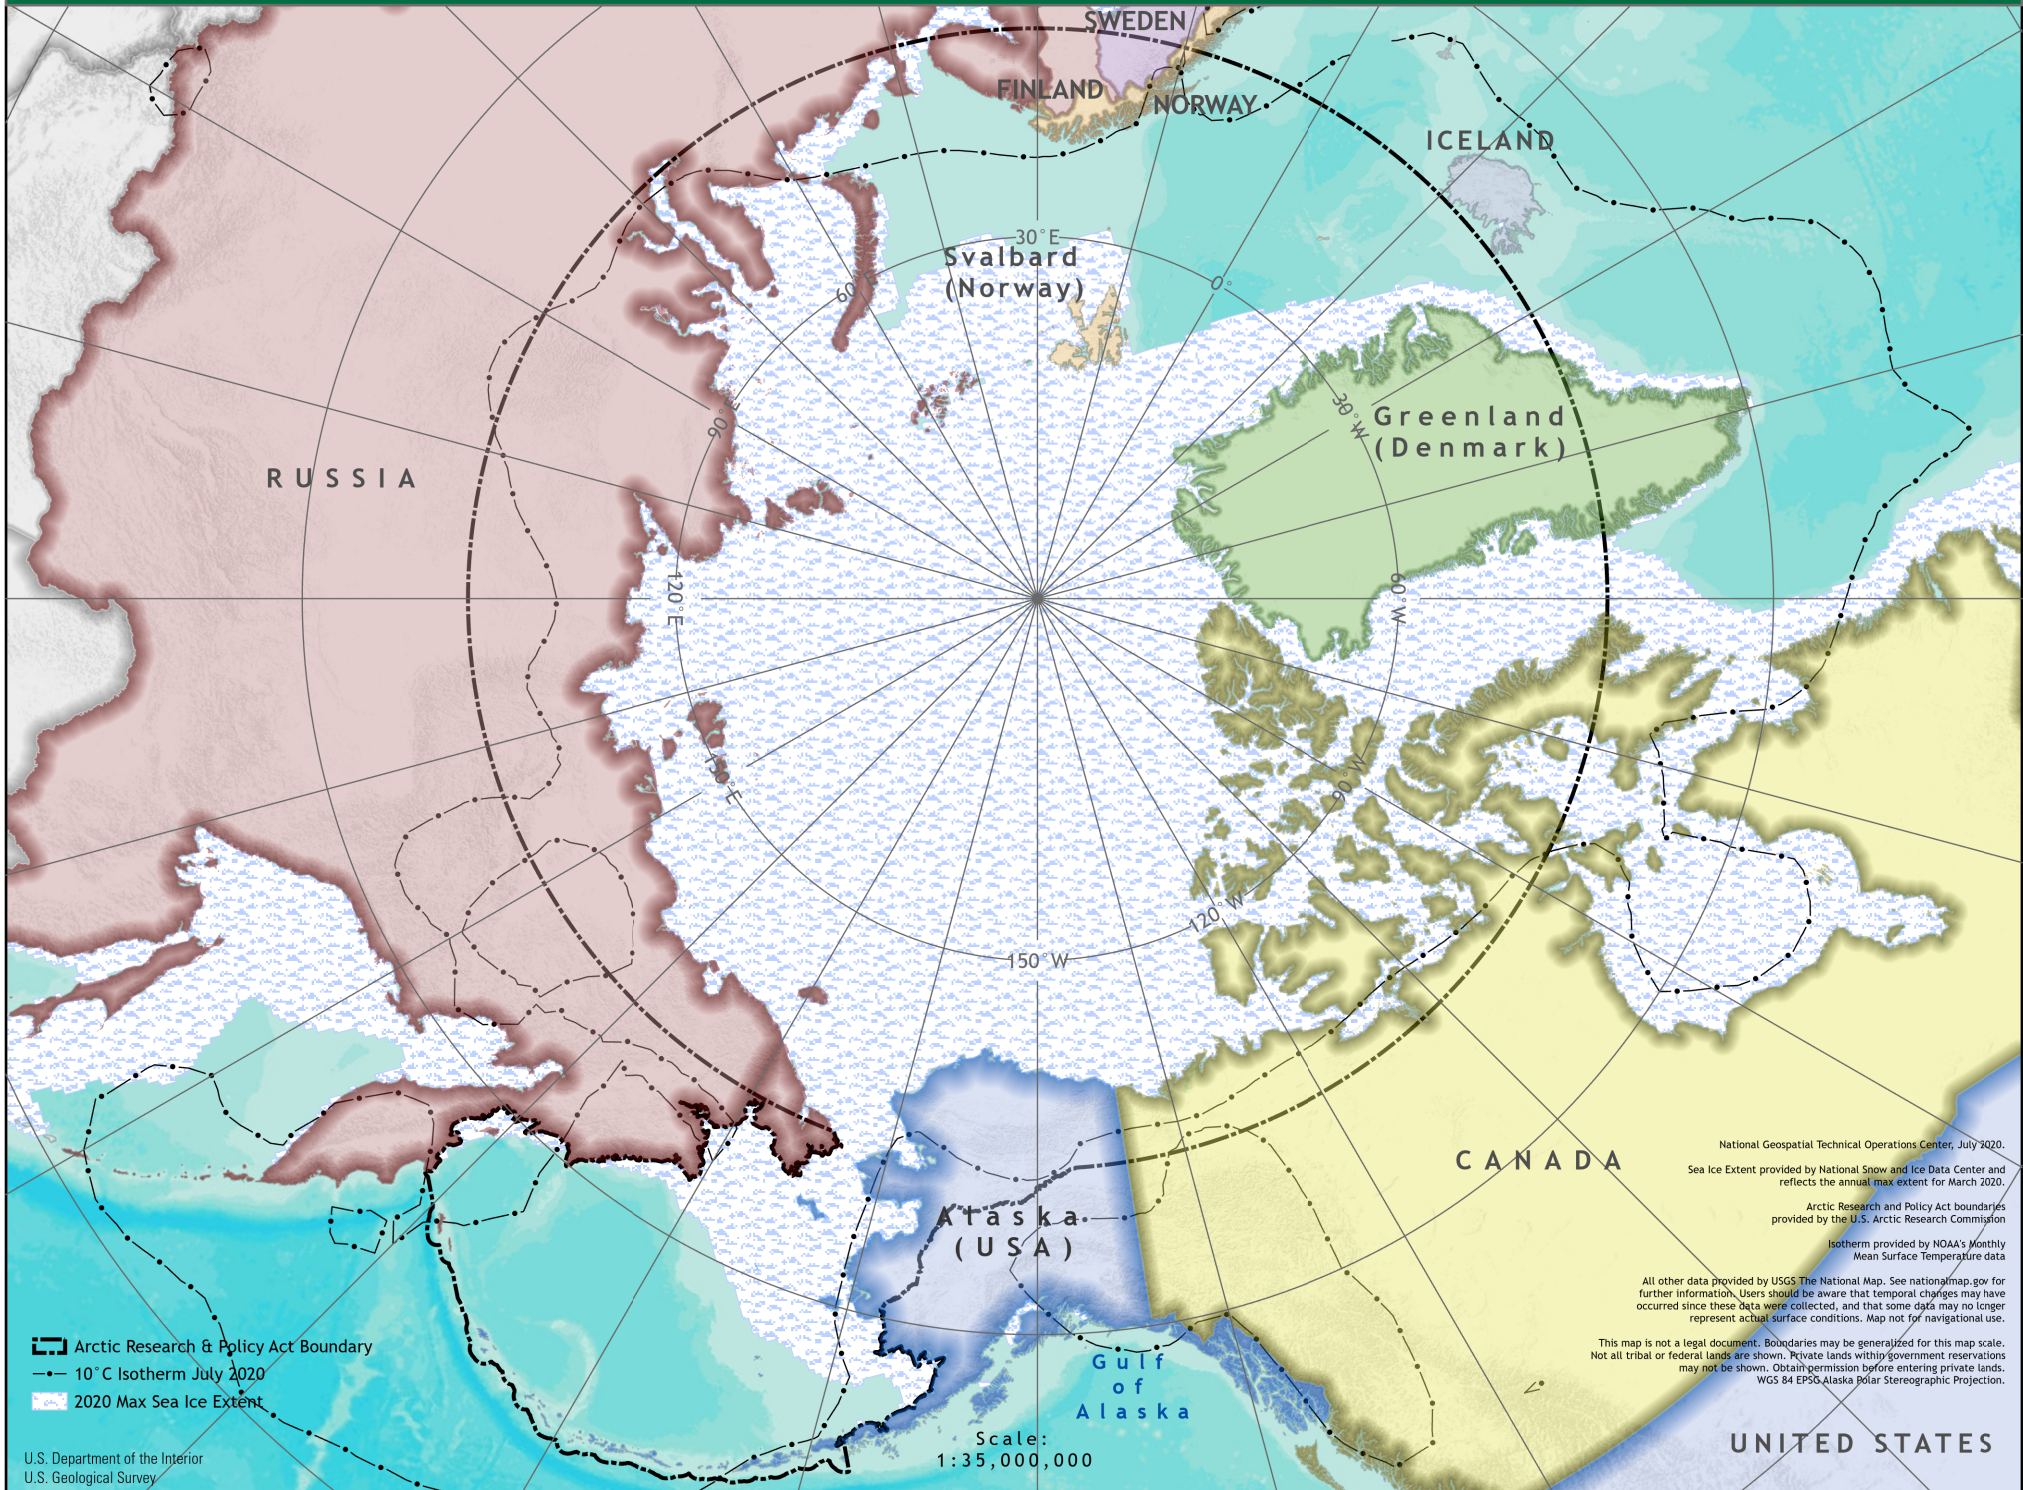 SWEDEN
FINLAND
NORWAY
ICELAND
30°E
Svalbard
(Norway)
60°E
0°
90°E
30°W
Greenland
(Denmark)
RUSSIA
120°E
60°W
150°E
90°W
120°W
150°W
CANADA
Alaska
(USA)
Gulf
of
Alaska
UNITED STATES
Scale:
1:35,000,000
Arctic Research & Policy Act Boundary
10°C Isotherm July 2020
2020 Max Sea Ice Extent
U.S. Department of the Interior
U.S. Geological Survey
National Geospatial Technical Operations Center, July 2020.
Sea Ice Extent provided by National Snow and Ice Data Center and
reflects the annual max extent for March 2020.
Arctic Research and Policy Act boundaries
provided by the U.S. Arctic Research Commission
Isotherm provided by NOAA's Monthly
Mean Surface Temperature data
All other data provided by USGS The National Map. See nationalmap.gov for
further information. Users should be aware that temporal changes may have
occurred since these data were collected, and that some data may no longer
represent actual surface conditions. Map not for navigational use.
This map is not a legal document. Boundaries may be generalized for this map scale.
Not all tribal or federal lands are shown. Private lands within government reservations
may not be shown. Obtain permission before entering private lands.
WGS 84 EPSG Alaska Polar Stereographic Projection.